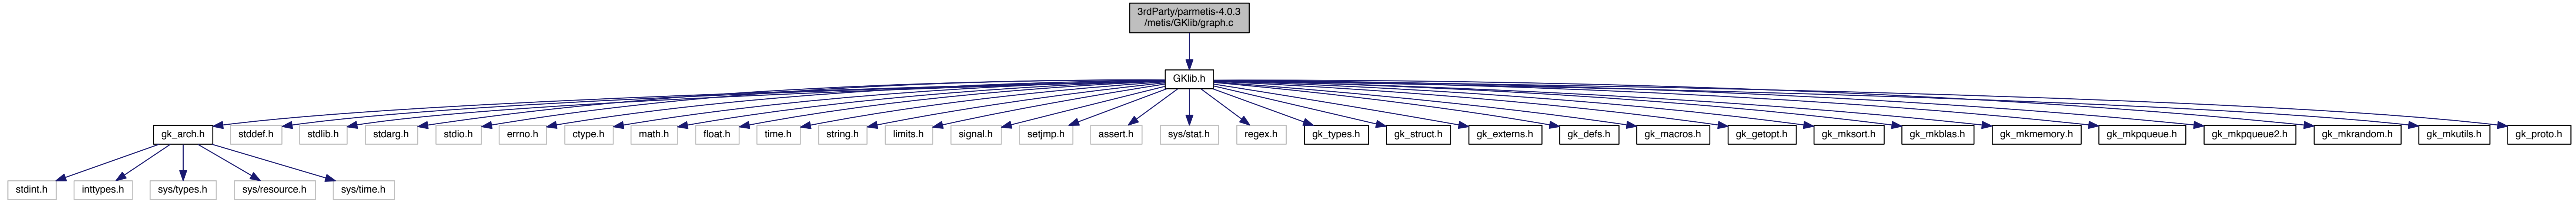 3rdParty/parmetis-4.0.3
/metis/GKlib/graph.c
GKlib.h
gk_arch.h
stddef.h
stdlib.h
stdarg.h
stdio.h
errno.h
ctype.h
math.h
float.h
time.h
string.h
limits.h
signal.h
setjmp.h
assert.h
sys/stat.h
regex.h
gk_types.h
gk_struct.h
gk_externs.h
gk_defs.h
gk_macros.h
gk_getopt.h
gk_mksort.h
gk_mkblas.h
gk_mkmemory.h
gk_mkpqueue.h
gk_mkpqueue2.h
gk_mkrandom.h
gk_mkutils.h
gk_proto.h
stdint.h
inttypes.h
sys/types.h
sys/resource.h
sys/time.h